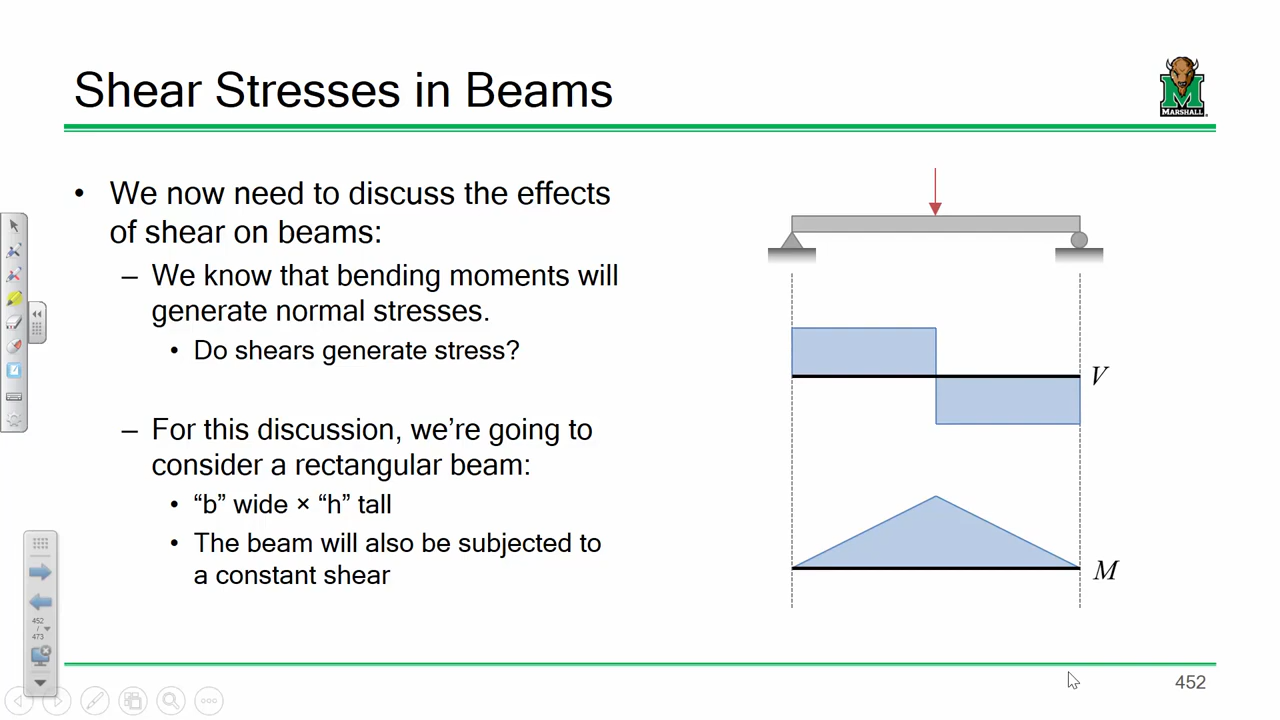 Shear Stresses in Beams
MARSHALL
• We now need to discuss the effects
of shear on beams:
– We know that bending moments will
generate normal stresses.
• Do shears generate stress?
– For this discussion, we’re going to
consider a rectangular beam:
• “b” wide × “h” tall
• The beam will also be subjected to
a constant shear
V
M
452
/
473
452